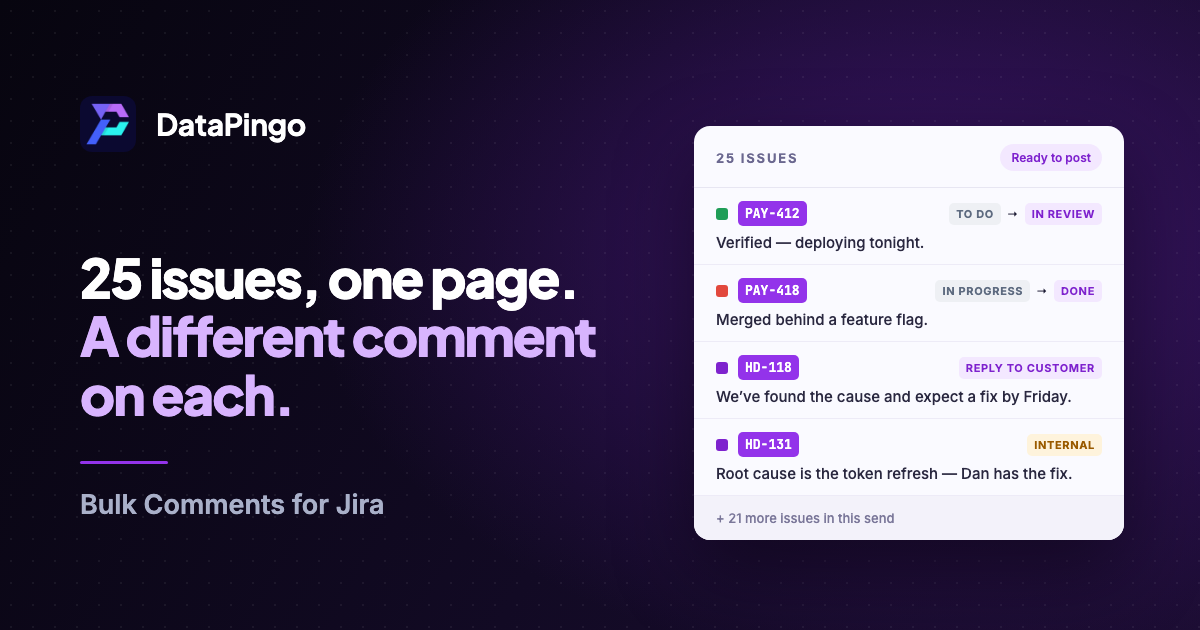 DataPingo
25 issues, one page.
A different comment
on each.
Bulk Comments for Jira
25 ISSUES
Ready to post
PAY-412
TO DO → IN REVIEW
Verified — deploying tonight.
PAY-418
IN PROGRESS → DONE
Merged behind a feature flag.
HD-118
REPLY TO CUSTOMER
We’ve found the cause and expect a fix by Friday.
HD-131
INTERNAL
Root cause is the token refresh — Dan has the fix.
+ 21 more issues in this send